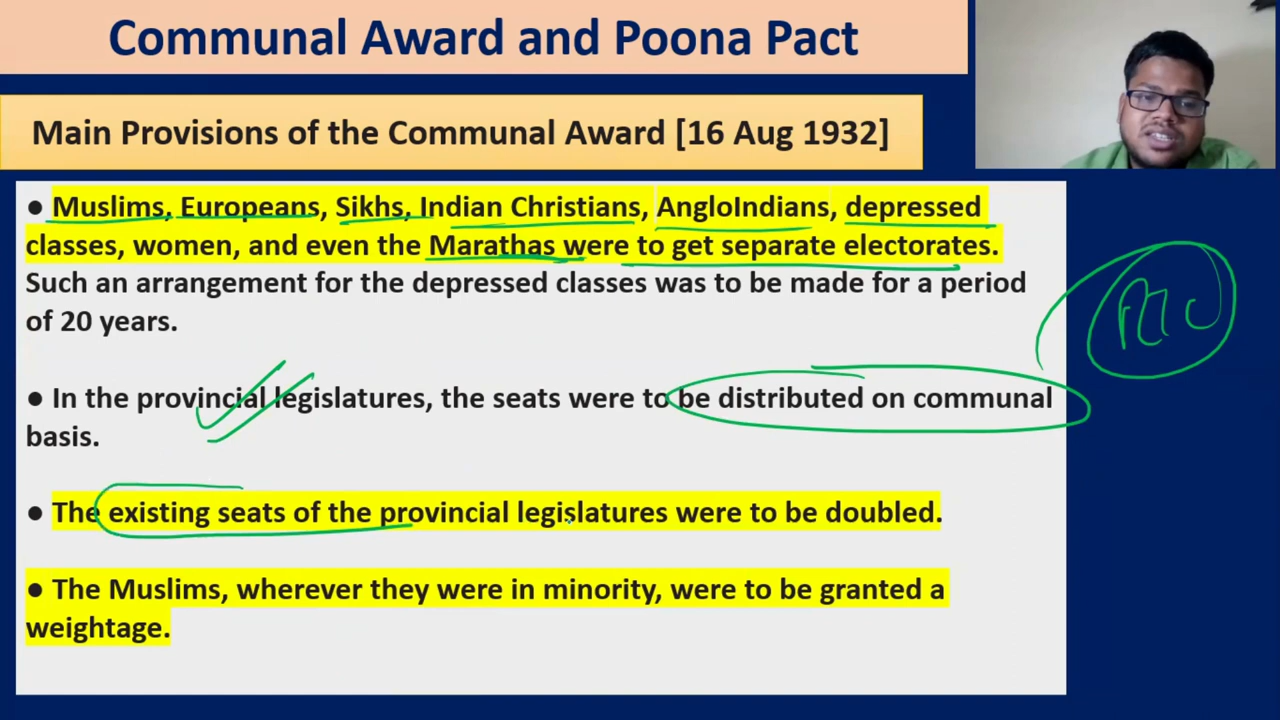 Communal Award and Poona Pact
Main Provisions of the Communal Award [16 Aug 1932]
● Muslims, Europeans, Sikhs, Indian Christians, AngloIndians, depressed
classes, women, and even the Marathas were to get separate electorates.
Such an arrangement for the depressed classes was to be made for a period
of 20 years.
● In the provincial legislatures, the seats were to be distributed on communal
basis.
● The existing seats of the provincial legislatures were to be doubled.
● The Muslims, wherever they were in minority, were to be granted a
weightage.